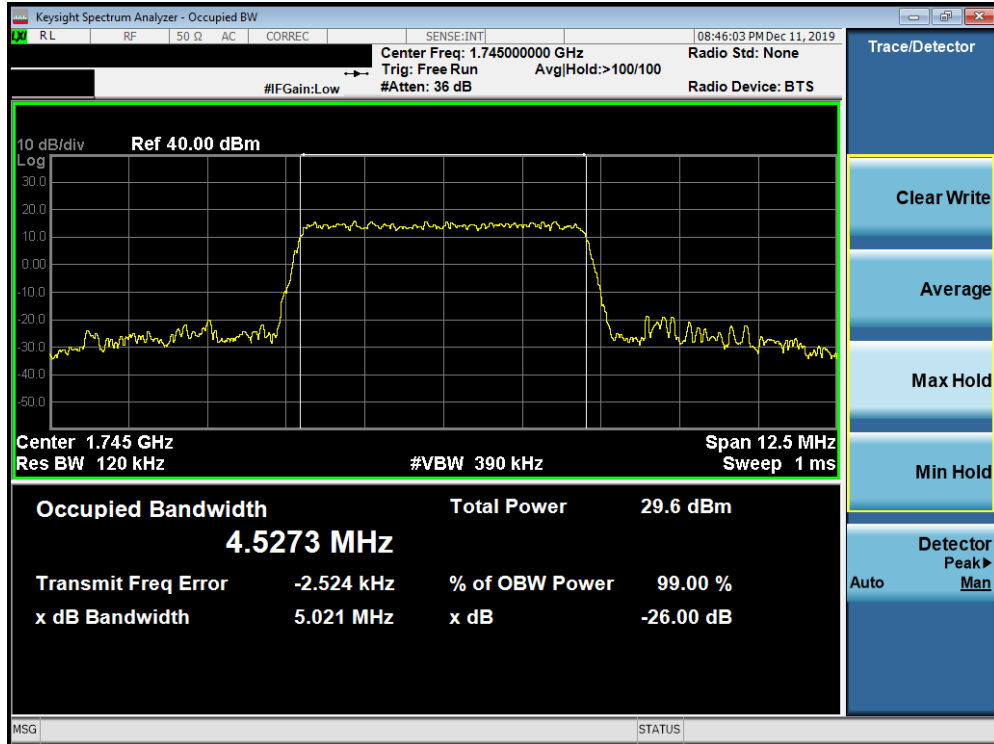 Keysight Spectrum Analyzer - Occupied BW
LXI RL RF 50 Ω AC CORREC SENSE:INT 08:46:03 PM Dec 11, 2019
Center Freq: 1.745000000 GHz Radio Std: None
Trig: Free Run Avg|Hold:>100/100
#IFGain:Low #Atten: 36 dB Radio Device: BTS
Trace/Detector
10 dB/div Ref 40.00 dBm
Log
30.0
20.0
10.0
0.00
-10.0
-20.0
-30.0
-40.0
-50.0
Center 1.745 GHz Span 12.5 MHz
Res BW 120 kHz #VBW 390 kHz Sweep 1 ms
Occupied Bandwidth Total Power 29.6 dBm
4.5273 MHz
Transmit Freq Error -2.524 kHz % of OBW Power 99.00 %
x dB Bandwidth 5.021 MHz x dB -26.00 dB
Clear Write
Average
Max Hold
Min Hold
Detector
Peak▶
Auto Man
MSG STATUS